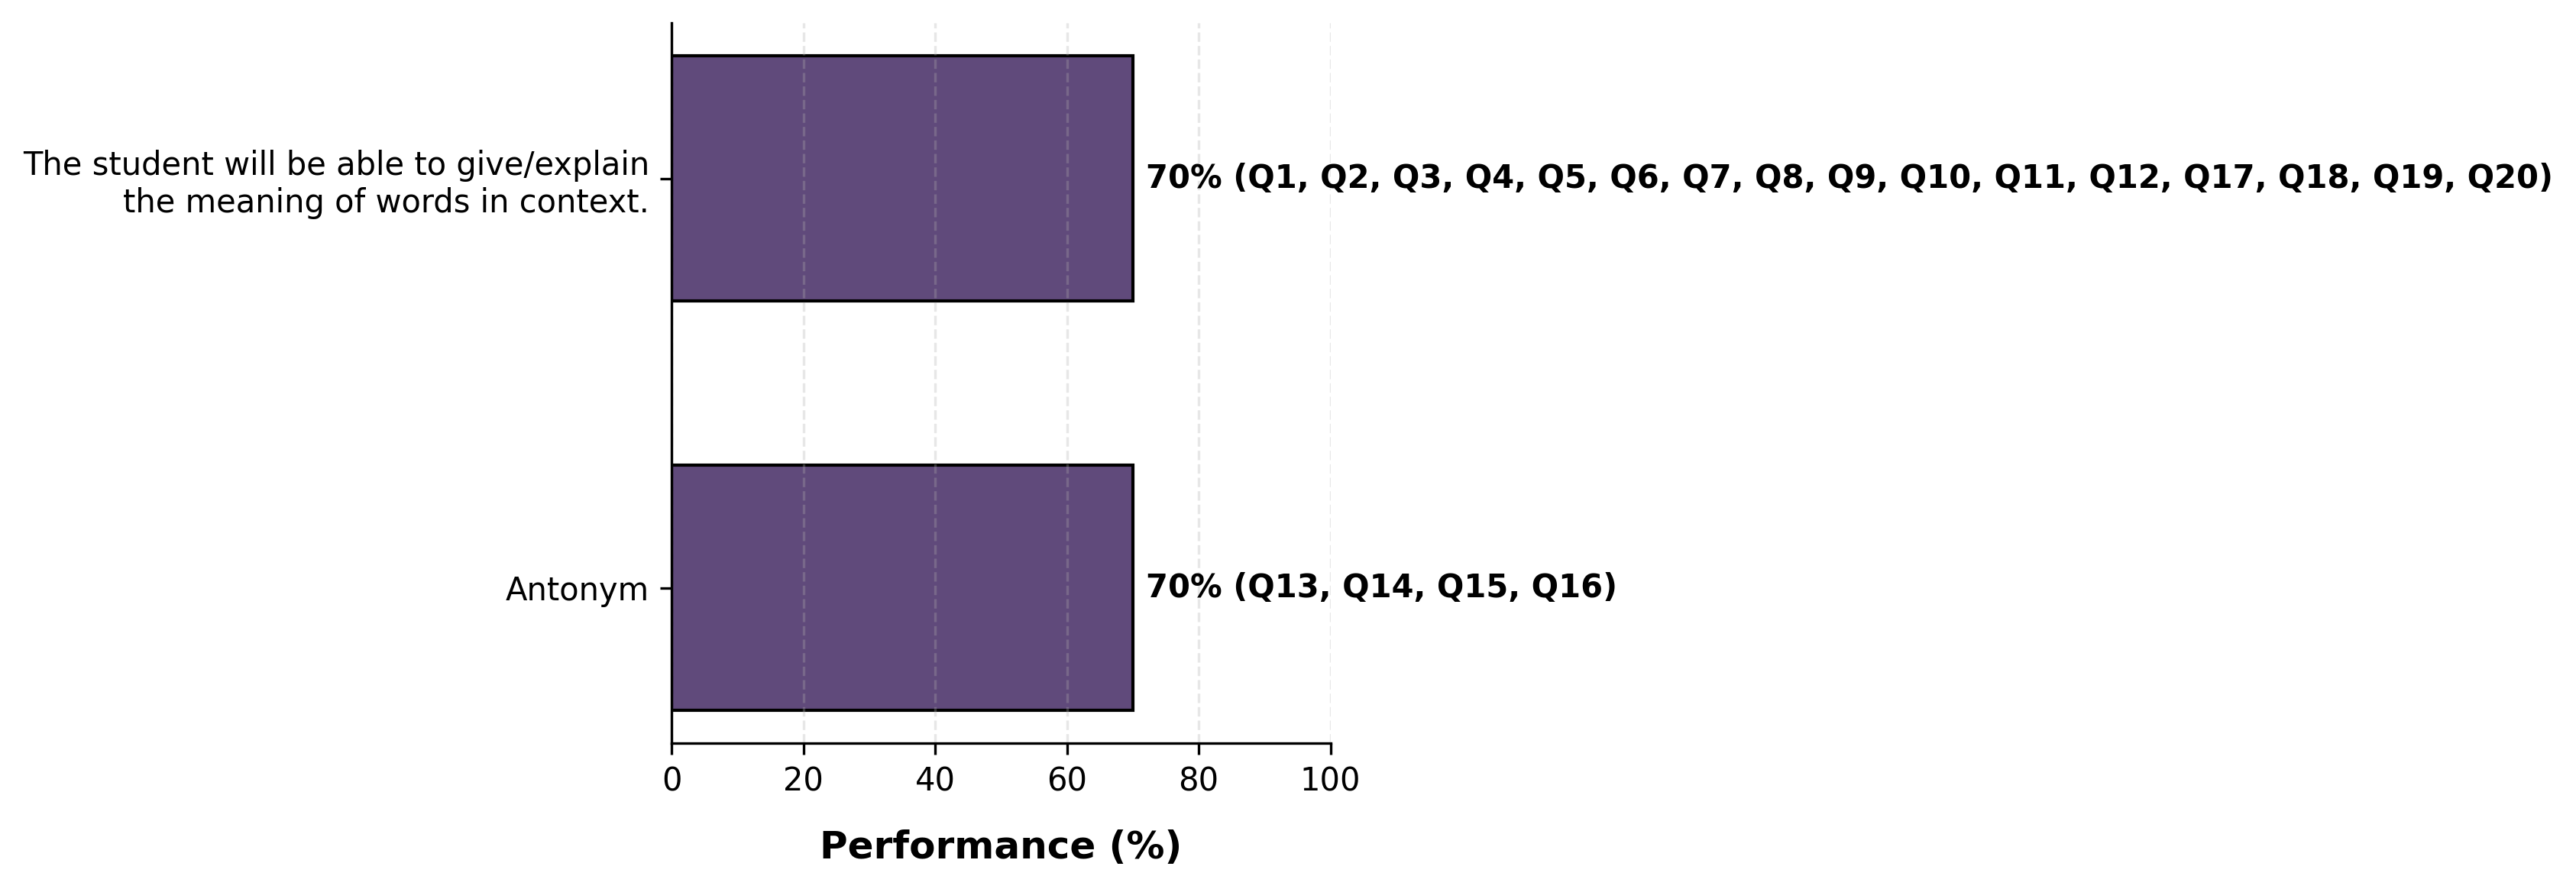 The student will be able to give/explain
the meaning of words in context.
70% (Q1, Q2, Q3, Q4, Q5, Q6, Q7, Q8, Q9, Q10, Q11, Q12, Q17, Q18, Q19, Q20)
Antonym
70% (Q13, Q14, Q15, Q16)
0 20 40 60 80 100
Performance (%)